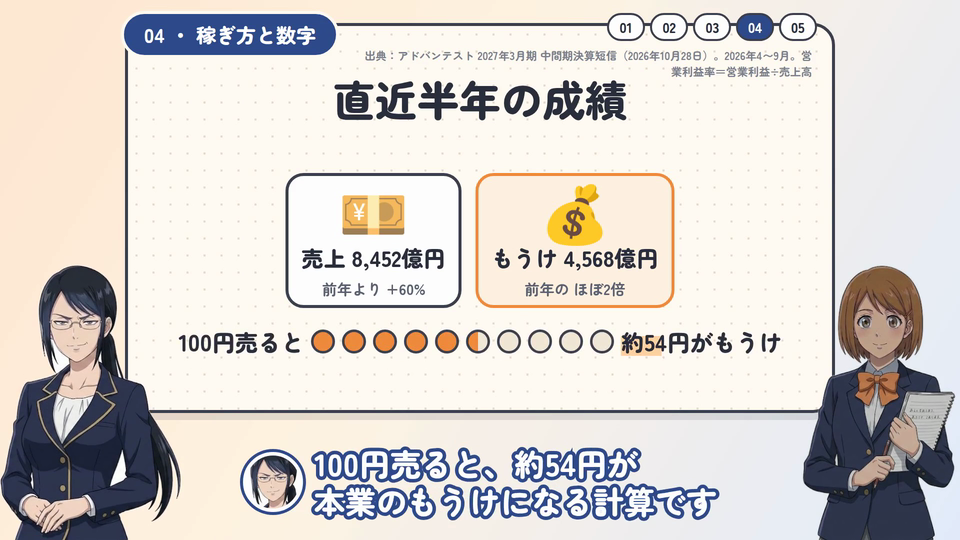 04 ・ 稼ぎ方と数字
01 02 03 04 05
出典：アドバンテスト 2027年3月期 中間期決算短信（2026年10月28日）。2026年4〜9月。営
業利益率＝営業利益÷売上高
直近半年の成績
¥
売上 8,452億円
前年より +60%
$
もうけ 4,568億円
前年の ほぼ2倍
100円売ると 約54円がもうけ
100円売ると、約54円が
本業のもうけになる計算です